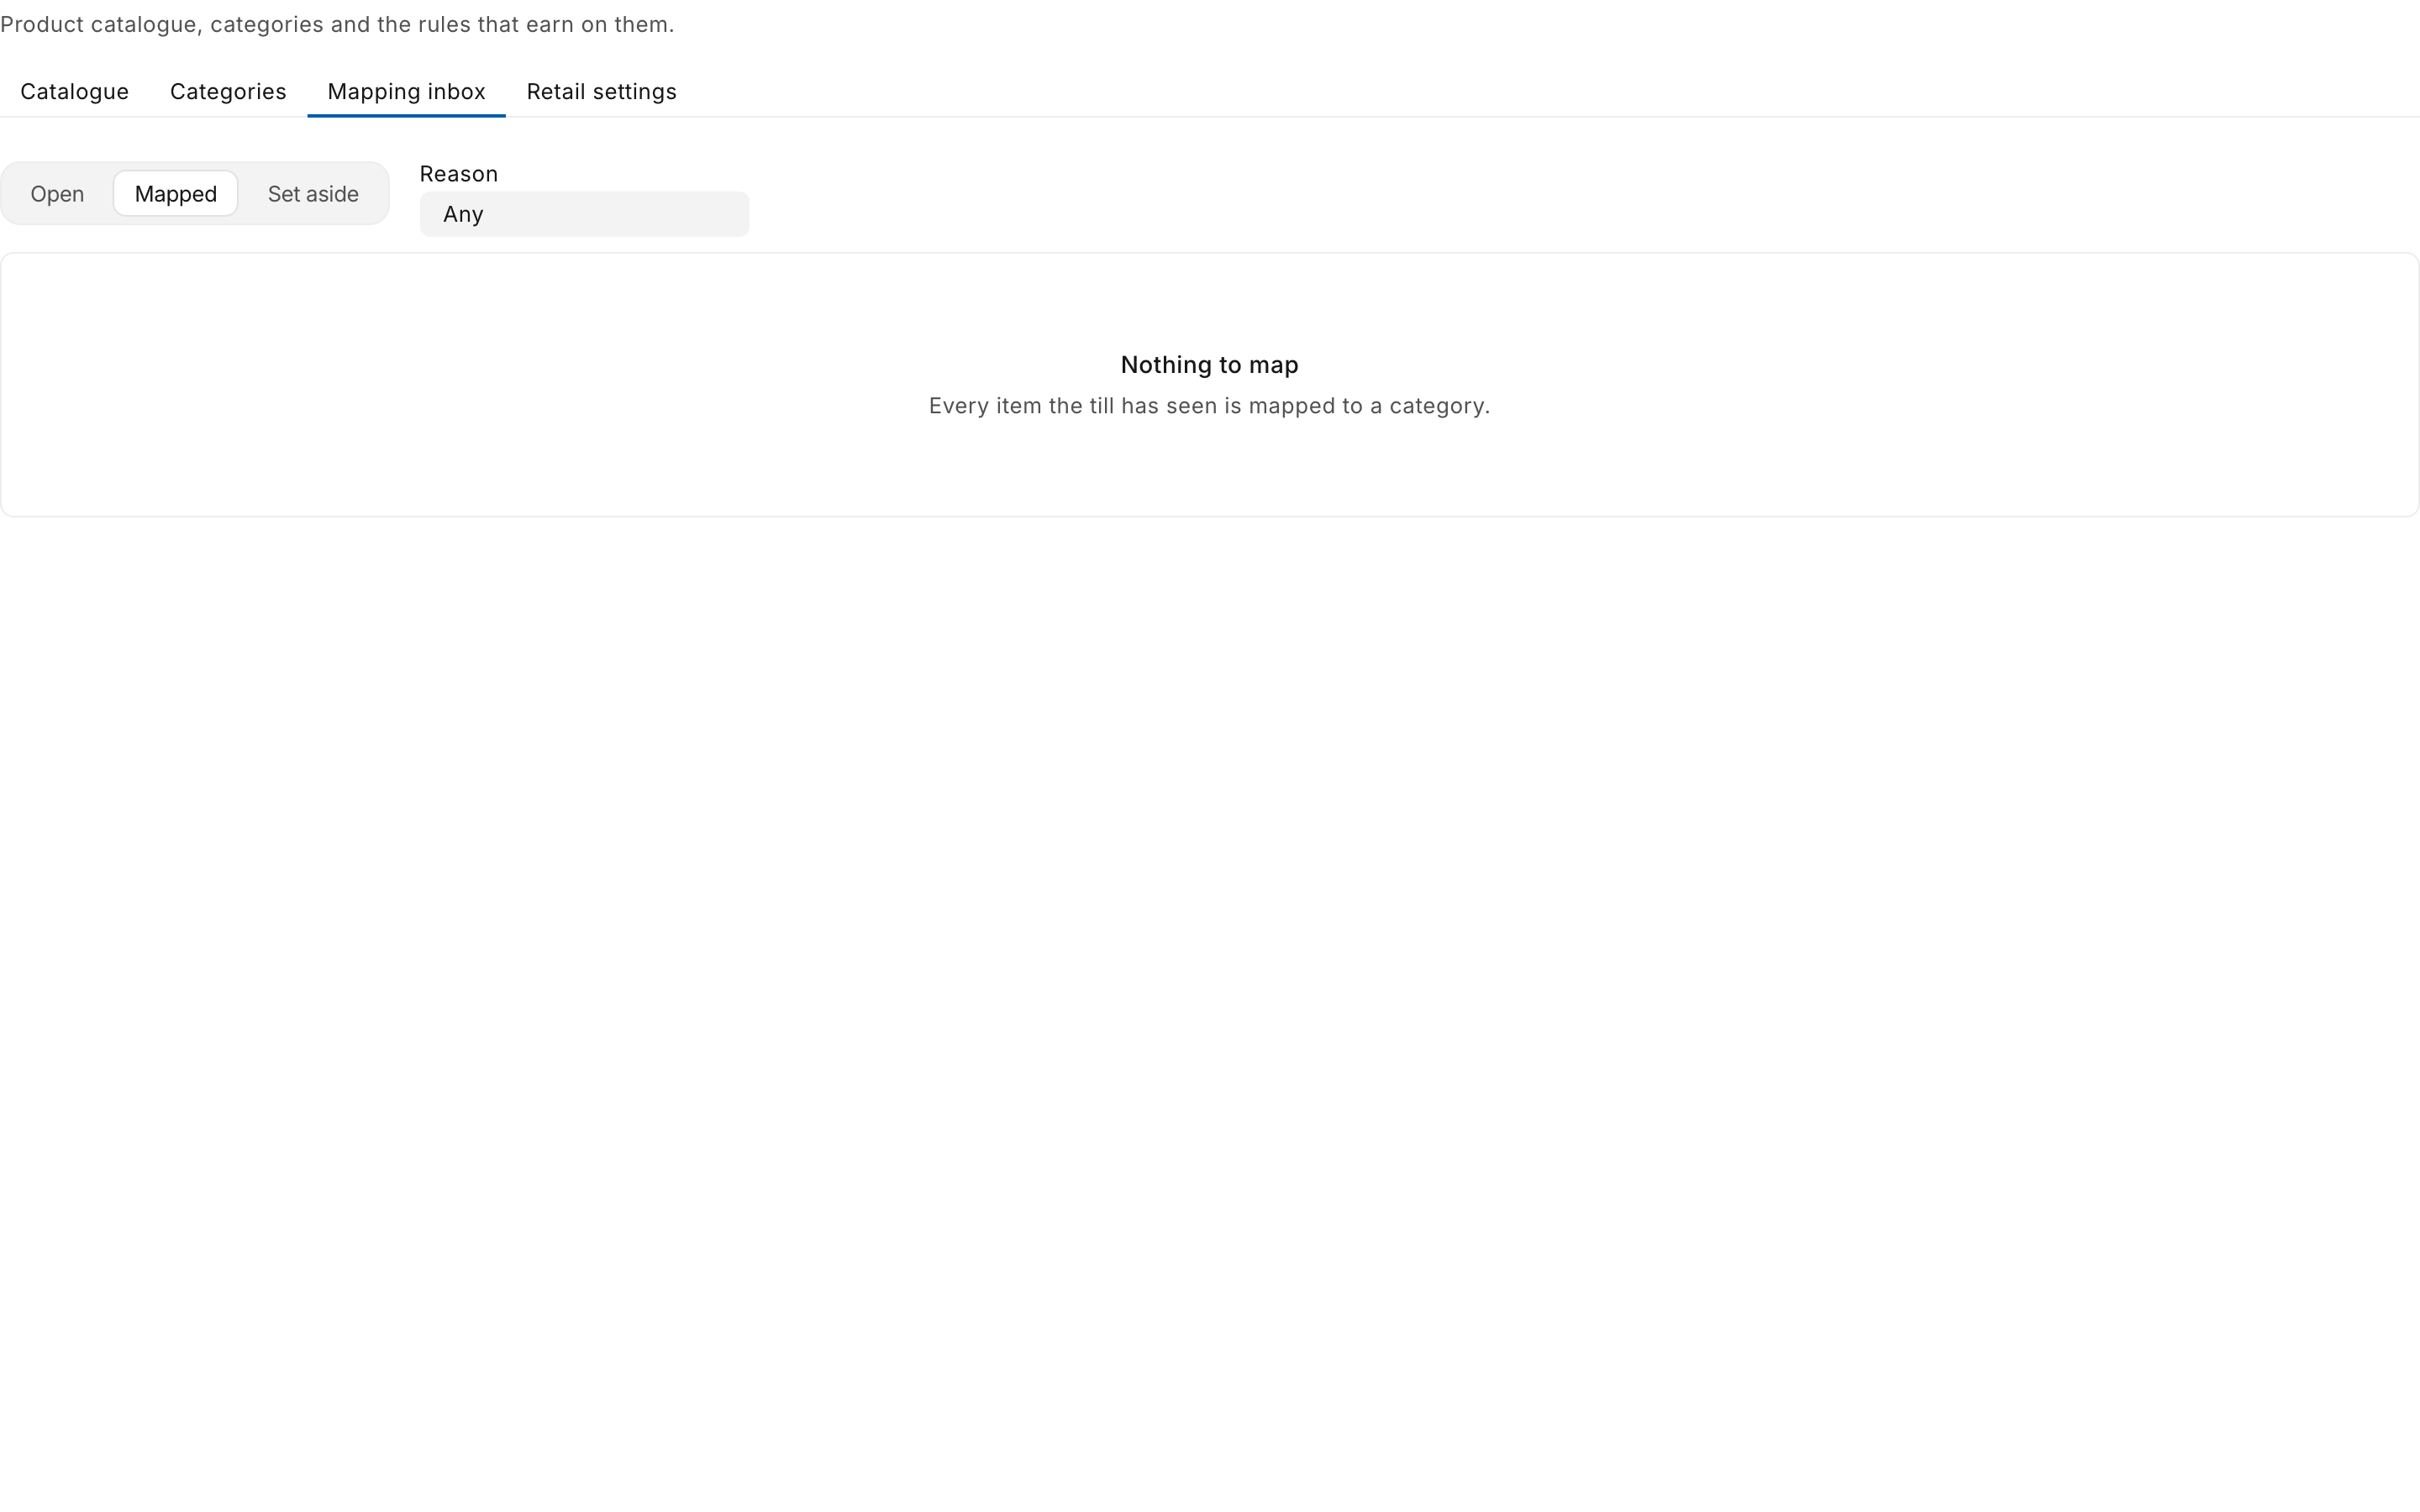 Product catalogue, categories and the rules that earn on them.
Catalogue Categories Mapping inbox Retail settings
Open Mapped Set aside
Reason
Any
Nothing to map
Every item the till has seen is mapped to a category.